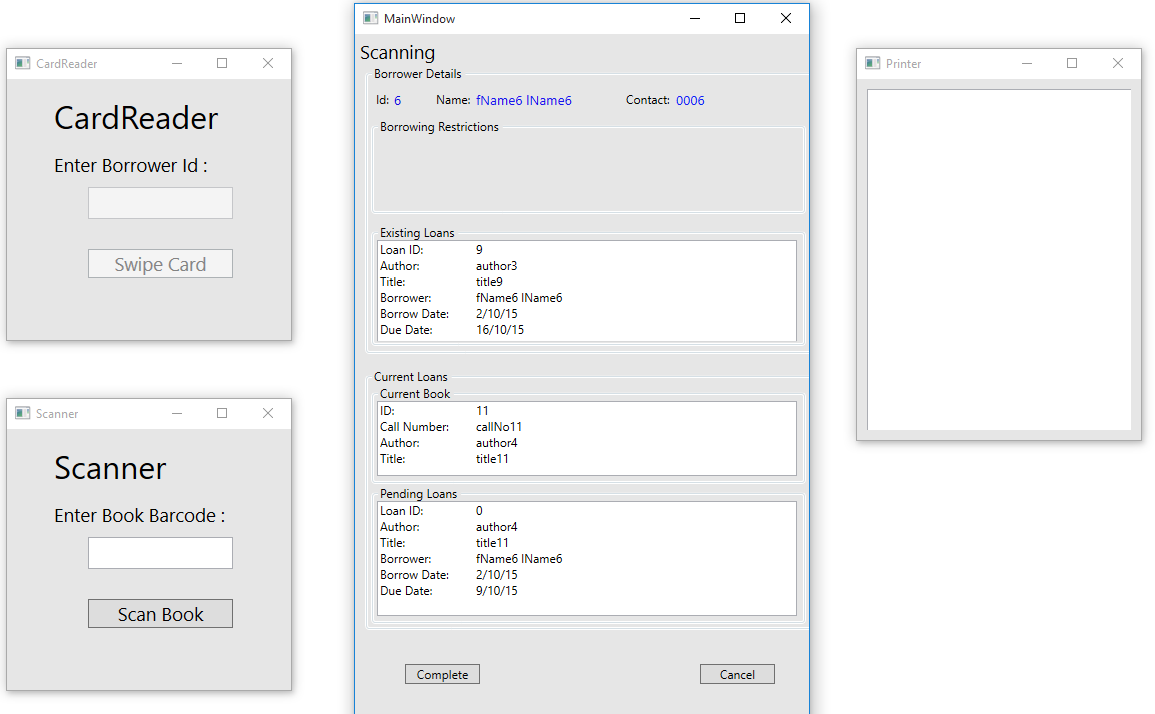 CardReader
CardReader
Enter Borrower Id :
Swipe Card
Scanner
Scanner
Enter Book Barcode :
Scan Book
MainWindow
Scanning
Borrower Details
Id: 6 Name: fName6 lName6 Contact: 0006
Borrowing Restrictions
Existing Loans
Loan ID: 9
Author: author3
Title: title9
Borrower: fName6 lName6
Borrow Date: 2/10/15
Due Date: 16/10/15
Current Loans
Current Book
ID: 11
Call Number: callNo11
Author: author4
Title: title11
Pending Loans
Loan ID: 0
Author: author4
Title: title11
Borrower: fName6 lName6
Borrow Date: 2/10/15
Due Date: 9/10/15
Complete Cancel
Printer